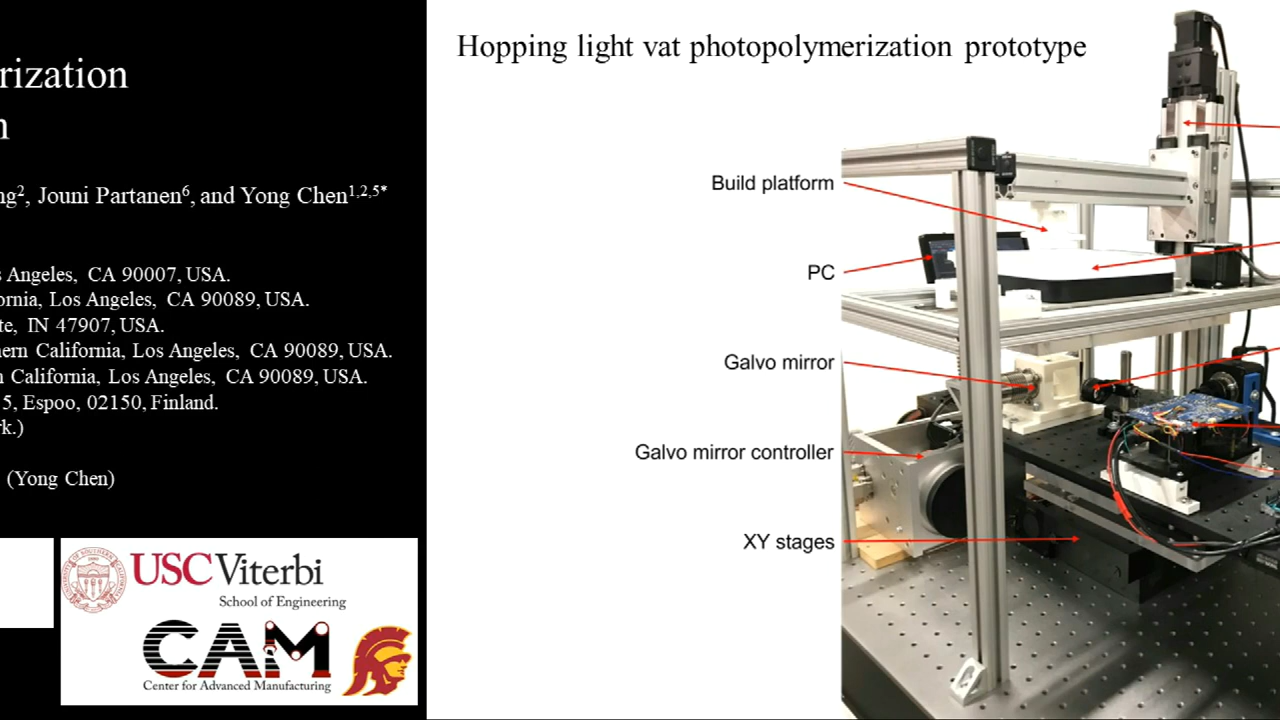 rization
n
ng2, Jouni Partanen6, and Yong Chen1,2,5*
s Angeles, CA 90007, USA.
ornia, Los Angeles, CA 90089, USA.
te, IN 47907, USA.
ern California, Los Angeles, CA 90089, USA.
n California, Los Angeles, CA 90089, USA.
5, Espoo, 02150, Finland.
rk.)
(Yong Chen)
USC Viterbi
School of Engineering
CAM
Center for Advanced Manufacturing
Hopping light vat photopolymerization prototype
Build platform
PC
Galvo mirror
Galvo mirror controller
XY stages